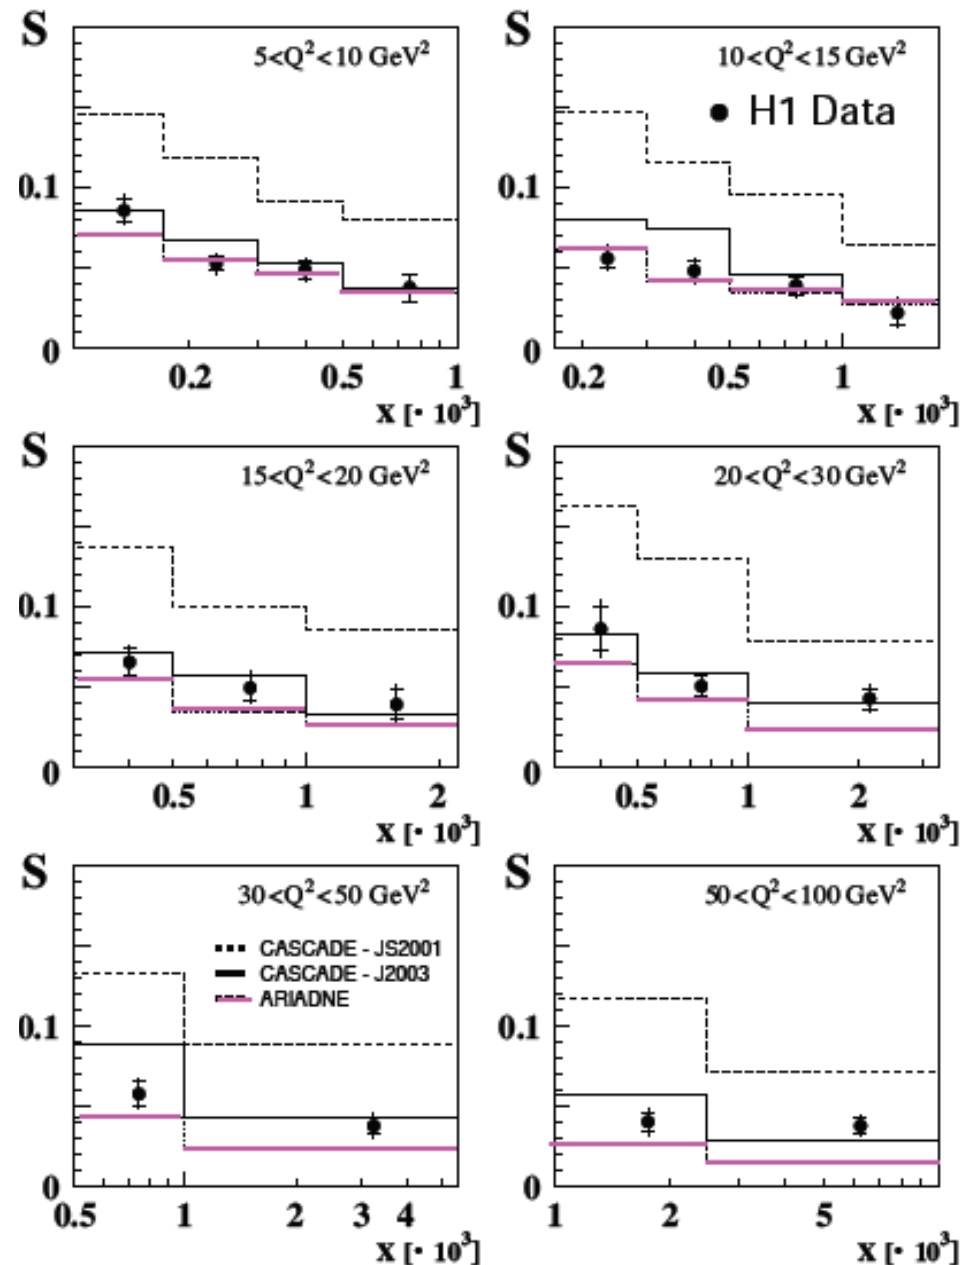 S
5<Q²<10 GeV²
0.1
0
0.2 0.5 1
x [· 10³]
10<Q²<15 GeV²
● H1 Data
0.2 0.5 1
x [· 10³]
S
15<Q²<20 GeV²
0.1
0
0.5 1 2
x [· 10³]
S
20<Q²<30 GeV²
0.1
0
0.5 1 2
x [· 10³]
S
30<Q²<50 GeV²
CASCADE - JS2001
CASCADE - J2003
ARIADNE
0.1
0
0.5 1 2 3 4
x [· 10³]
S
50<Q²<100 GeV²
0.1
0
1 2 5
x [· 10³]